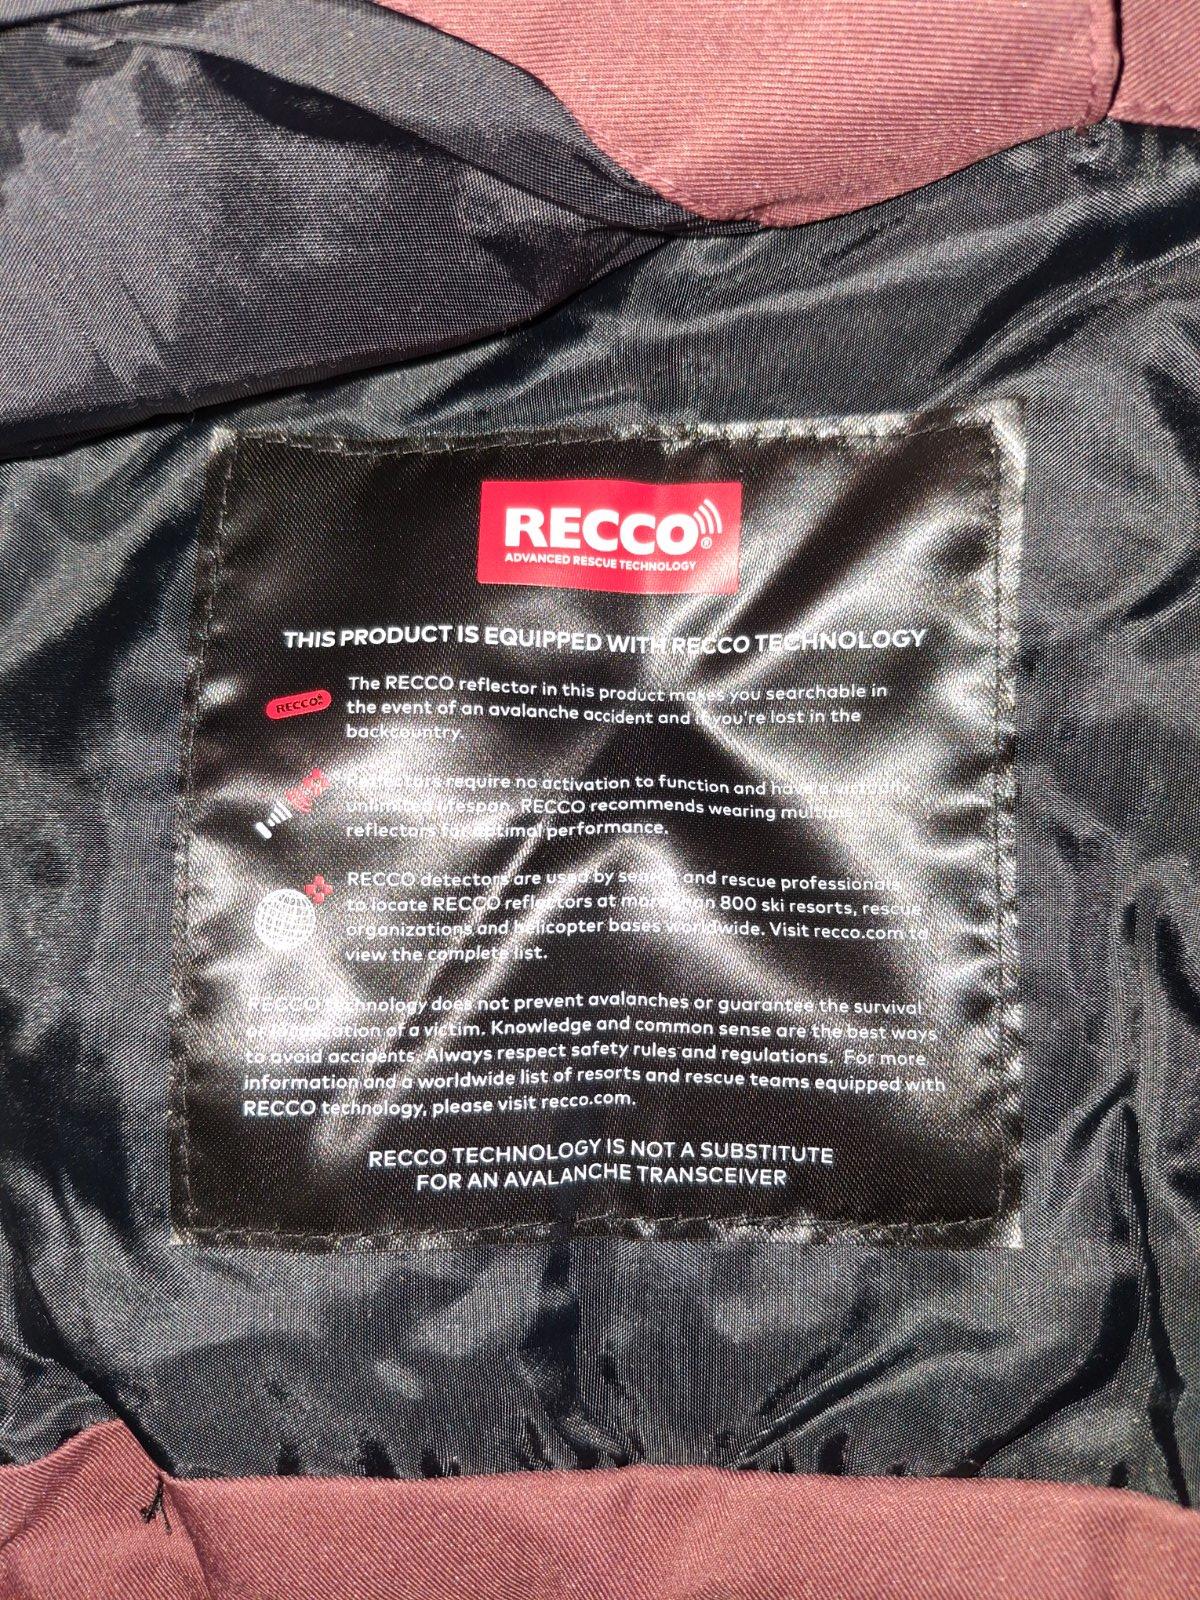 RECCO®
ADVANCED RESCUE TECHNOLOGY
THIS PRODUCT IS EQUIPPED WITH RECCO TECHNOLOGY
RECCO®
The RECCO reflector in this product makes you searchable in
the event of an avalanche accident and if you're lost in the
backcountry.
require no activation to function and have a virtually
unlimited lifespan. RECCO recommends wearing multiple
reflectors for optimal performance.
RECCO detectors are used by search and rescue professionals
to locate RECCO reflectors at more than 800 ski resorts, rescue
organizations and helicopter bases worldwide. Visit recco.com to
view the complete list.
RECCO technology does not prevent avalanches or guarantee the survival
or location of a victim. Knowledge and common sense are the best ways
to avoid accidents. Always respect safety rules and regulations. For more
information and a worldwide list of resorts and rescue teams equipped with
RECCO technology, please visit recco.com.
RECCO TECHNOLOGY IS NOT A SUBSTITUTE
FOR AN AVALANCHE TRANSCEIVER